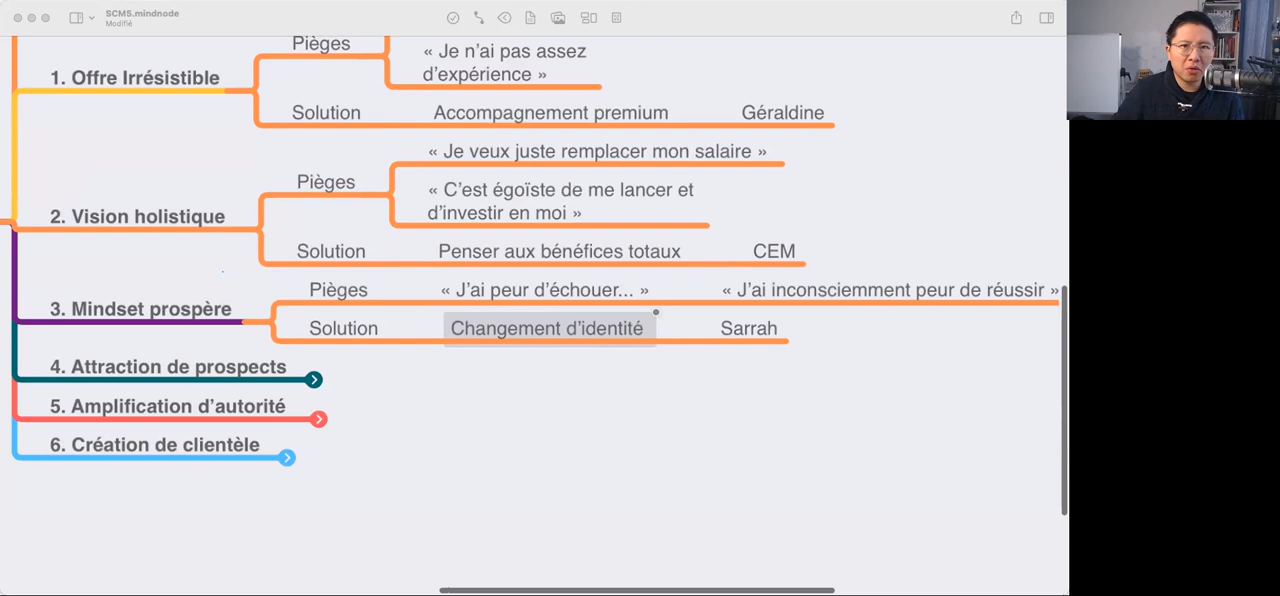 SCM5.mindnode
Modifié
Pièges
« Je n’ai pas assez
d’expérience »
1. Offre Irrésistible
Solution
Accompagnement premium
Géraldine
« Je veux juste remplacer mon salaire »
Pièges
« C’est égoïste de me lancer et
d’investir en moi »
2. Vision holistique
Solution
Penser aux bénéfices totaux
CEM
Pièges
« J’ai peur d’échouer... »
« J’ai inconsciemment peur de réussir »
3. Mindset prospère
Solution
Changement d’identité
Sarrah
4. Attraction de prospects
5. Amplification d’autorité
6. Création de clientèle